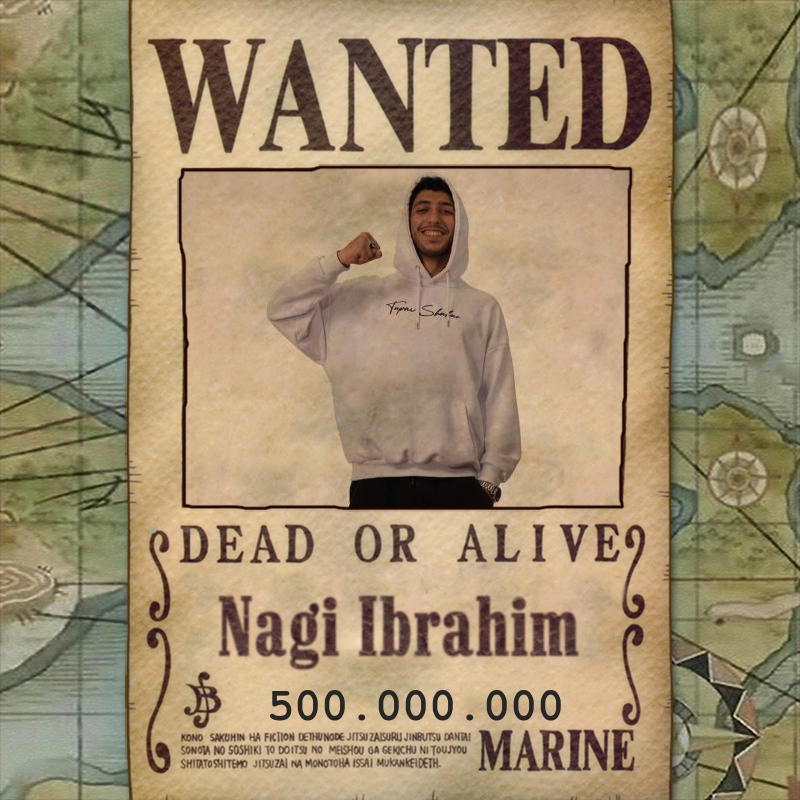 WANTED
DEAD OR ALIVE
Nagi Ibrahim
500.000.000
KONO SAKUHIN HA FICTION DETHUNODE JITSUZAISURU JINBUTSU DANTAI
SONOTA NO SOSHIKI TO DOITSU NO MEISHOU GA GEKICHU NI TOUJYOU
SHITATOSHITEMO JITSUZAI NA MONOTOHA ISSAI MUKANKEIDETH.
MARINE